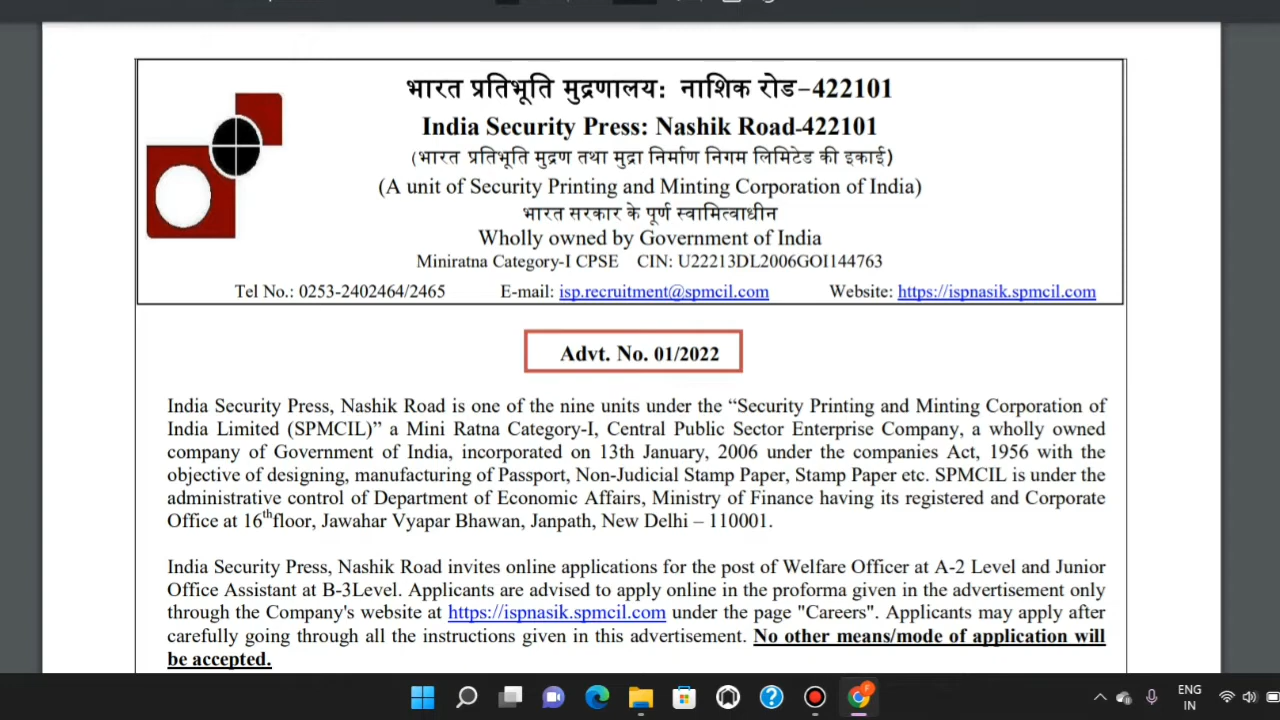 भारत प्रतिभूति मुद्रणालय: नाशिक रोड-422101
India Security Press: Nashik Road-422101
(भारत प्रतिभूति मुद्रण तथा मुद्रा निर्माण निगम लिमिटेड की इकाई)
(A unit of Security Printing and Minting Corporation of India)
भारत सरकार के पूर्ण स्वामित्वाधीन
Wholly owned by Government of India
Miniratna Category-I CPSE CIN: U22213DL2006GOI144763
Tel No.: 0253-2402464/2465 E-mail: isp.recruitment@spmcil.com Website: https://ispnasik.spmcil.com
Advt. No. 01/2022
India Security Press, Nashik Road is one of the nine units under the “Security Printing and Minting Corporation of
India Limited (SPMCIL)” a Mini Ratna Category-I, Central Public Sector Enterprise Company, a wholly owned
company of Government of India, incorporated on 13th January, 2006 under the companies Act, 1956 with the
objective of designing, manufacturing of Passport, Non-Judicial Stamp Paper, Stamp Paper etc. SPMCIL is under the
administrative control of Department of Economic Affairs, Ministry of Finance having its registered and Corporate
Office at 16thfloor, Jawahar Vyapar Bhawan, Janpath, New Delhi – 110001.
India Security Press, Nashik Road invites online applications for the post of Welfare Officer at A-2 Level and Junior
Office Assistant at B-3Level. Applicants are advised to apply online in the proforma given in the advertisement only
through the Company's website at https://ispnasik.spmcil.com under the page "Careers". Applicants may apply after
carefully going through all the instructions given in this advertisement. No other means/mode of application will
be accepted.
ENG
IN